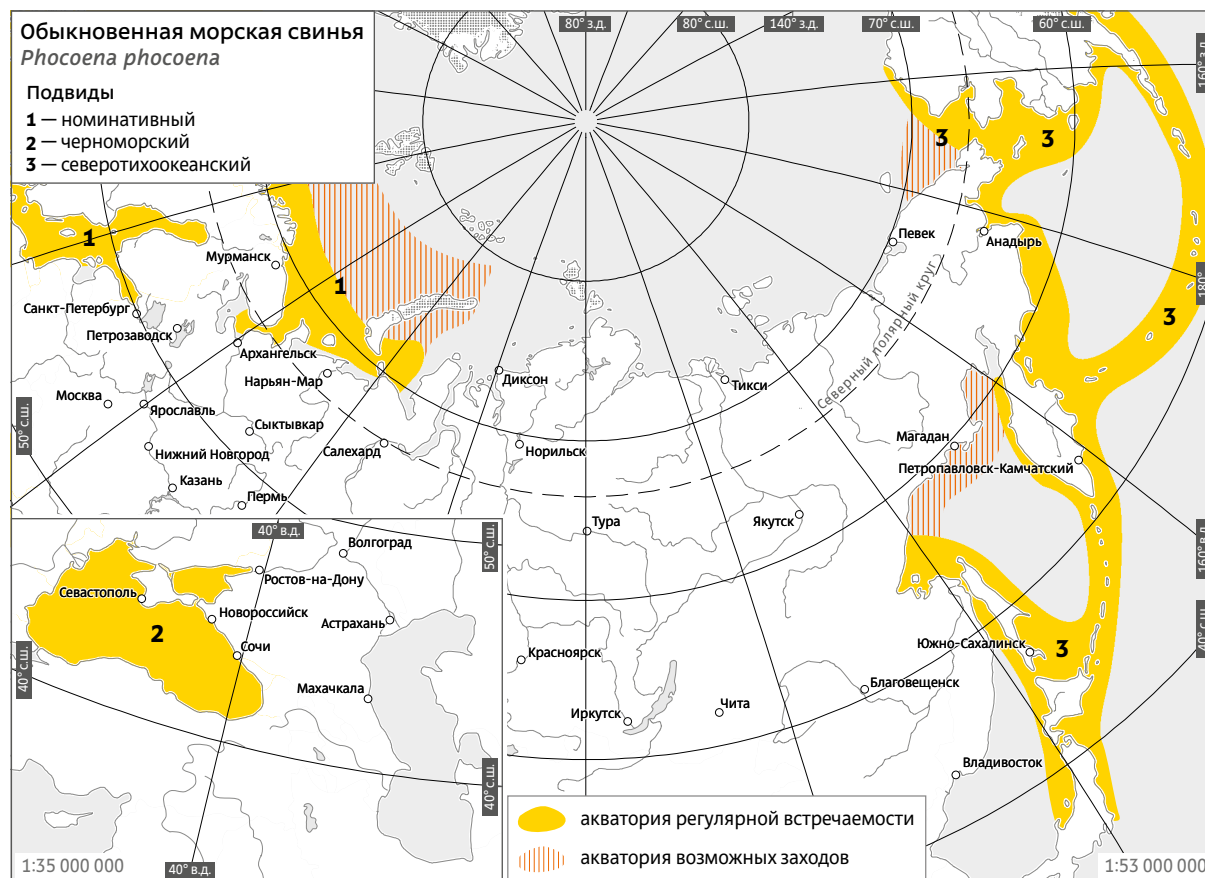 Обыкновенная морская свинья
Phocoena phocoena
Подвиды
1 — номинативный
2 — черноморский
3 — северотихоокеанский
80° з.д.
80° с.ш.
140° з.д.
70° с.ш.
60° с.ш.
160° з.д.
3
3
1
Мурманск
Певек
Анадырь
180°
1
3
Санкт-Петербург
Петрозаводск
Архангельск
Северный полярный круг
Нарьян-Мар
Диксон
Тикси
Москва
Ярославль
50° с.ш.
Сыктывкар
Нижний Новгород
Салехард
Норильск
Магадан
Петропавловск-Камчатский
Казань
Пермь
Тура
Якутск
40° в.д.
50° с.ш.
160° в.д.
Волгоград
Ростов-на-Дону
Севастополь
Новороссийск
Астрахань
2
Сочи
40° с.ш.
40° с.ш.
Южно-Сахалинск
3
Красноярск
Махачкала
Благовещенск
Иркутск
Чита
Владивосток
40° с.ш.
40° в.д.
1:35 000 000
акватория регулярной встречаемости
акватория возможных заходов
1:53 000 000